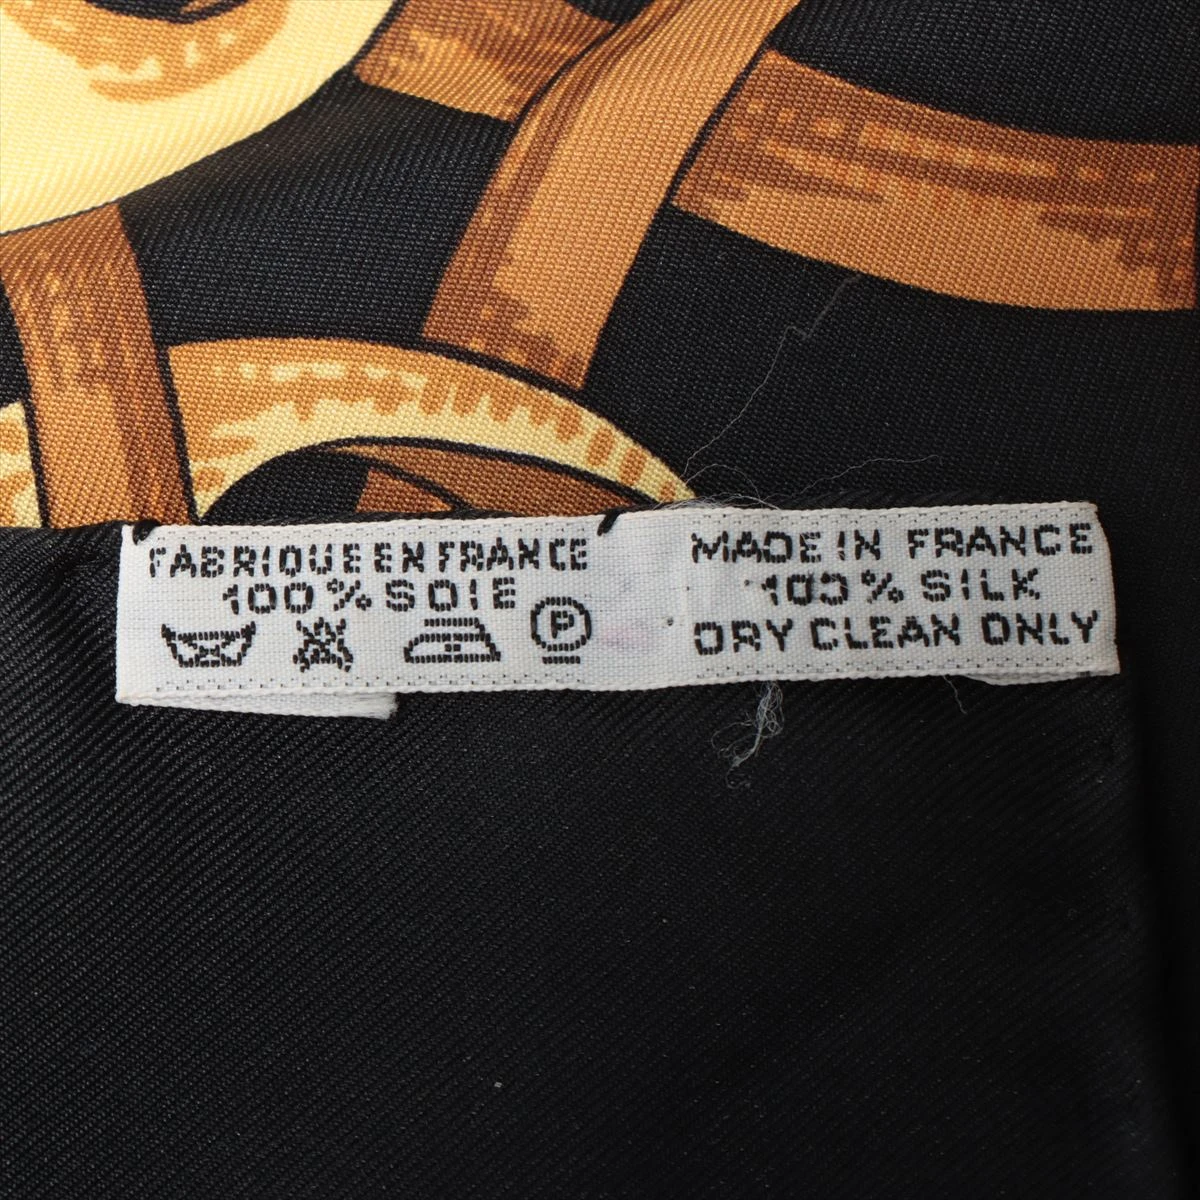 FABRIQUE EN FRANCE
100% SOIE
P
MADE IN FRANCE
100% SILK
DRY CLEAN ONLY